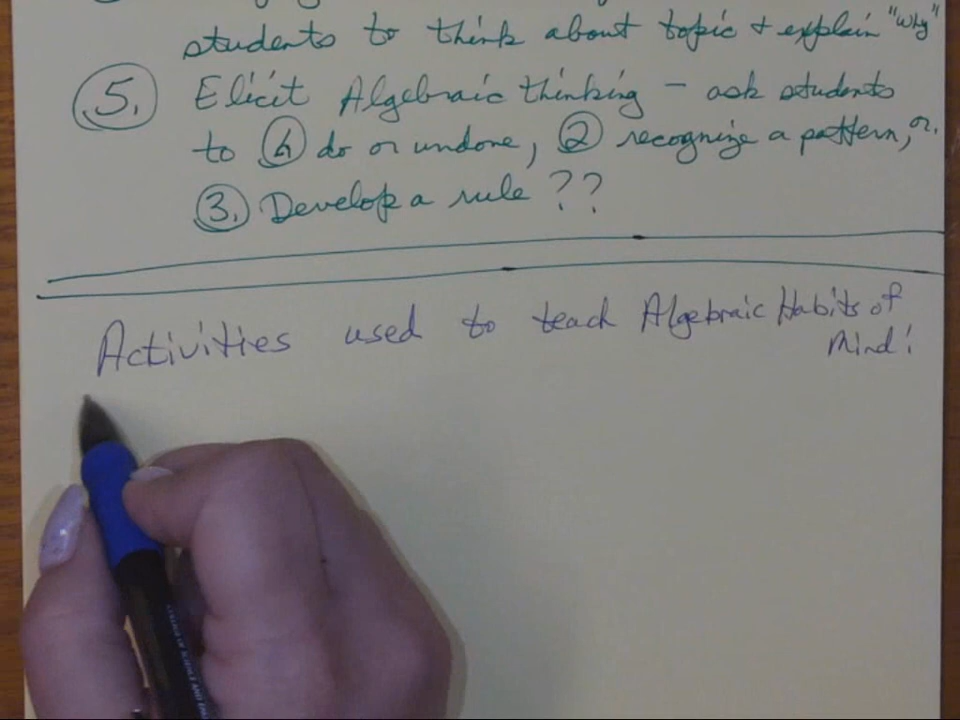 students to think about topic + explain "why"
5. Elicit Algebraic thinking - ask students
to 1. do or undone, 2 recognize a pattern, or
3. Develop a rule ??
Activities used to teach Algebraic Habits of
Mind: